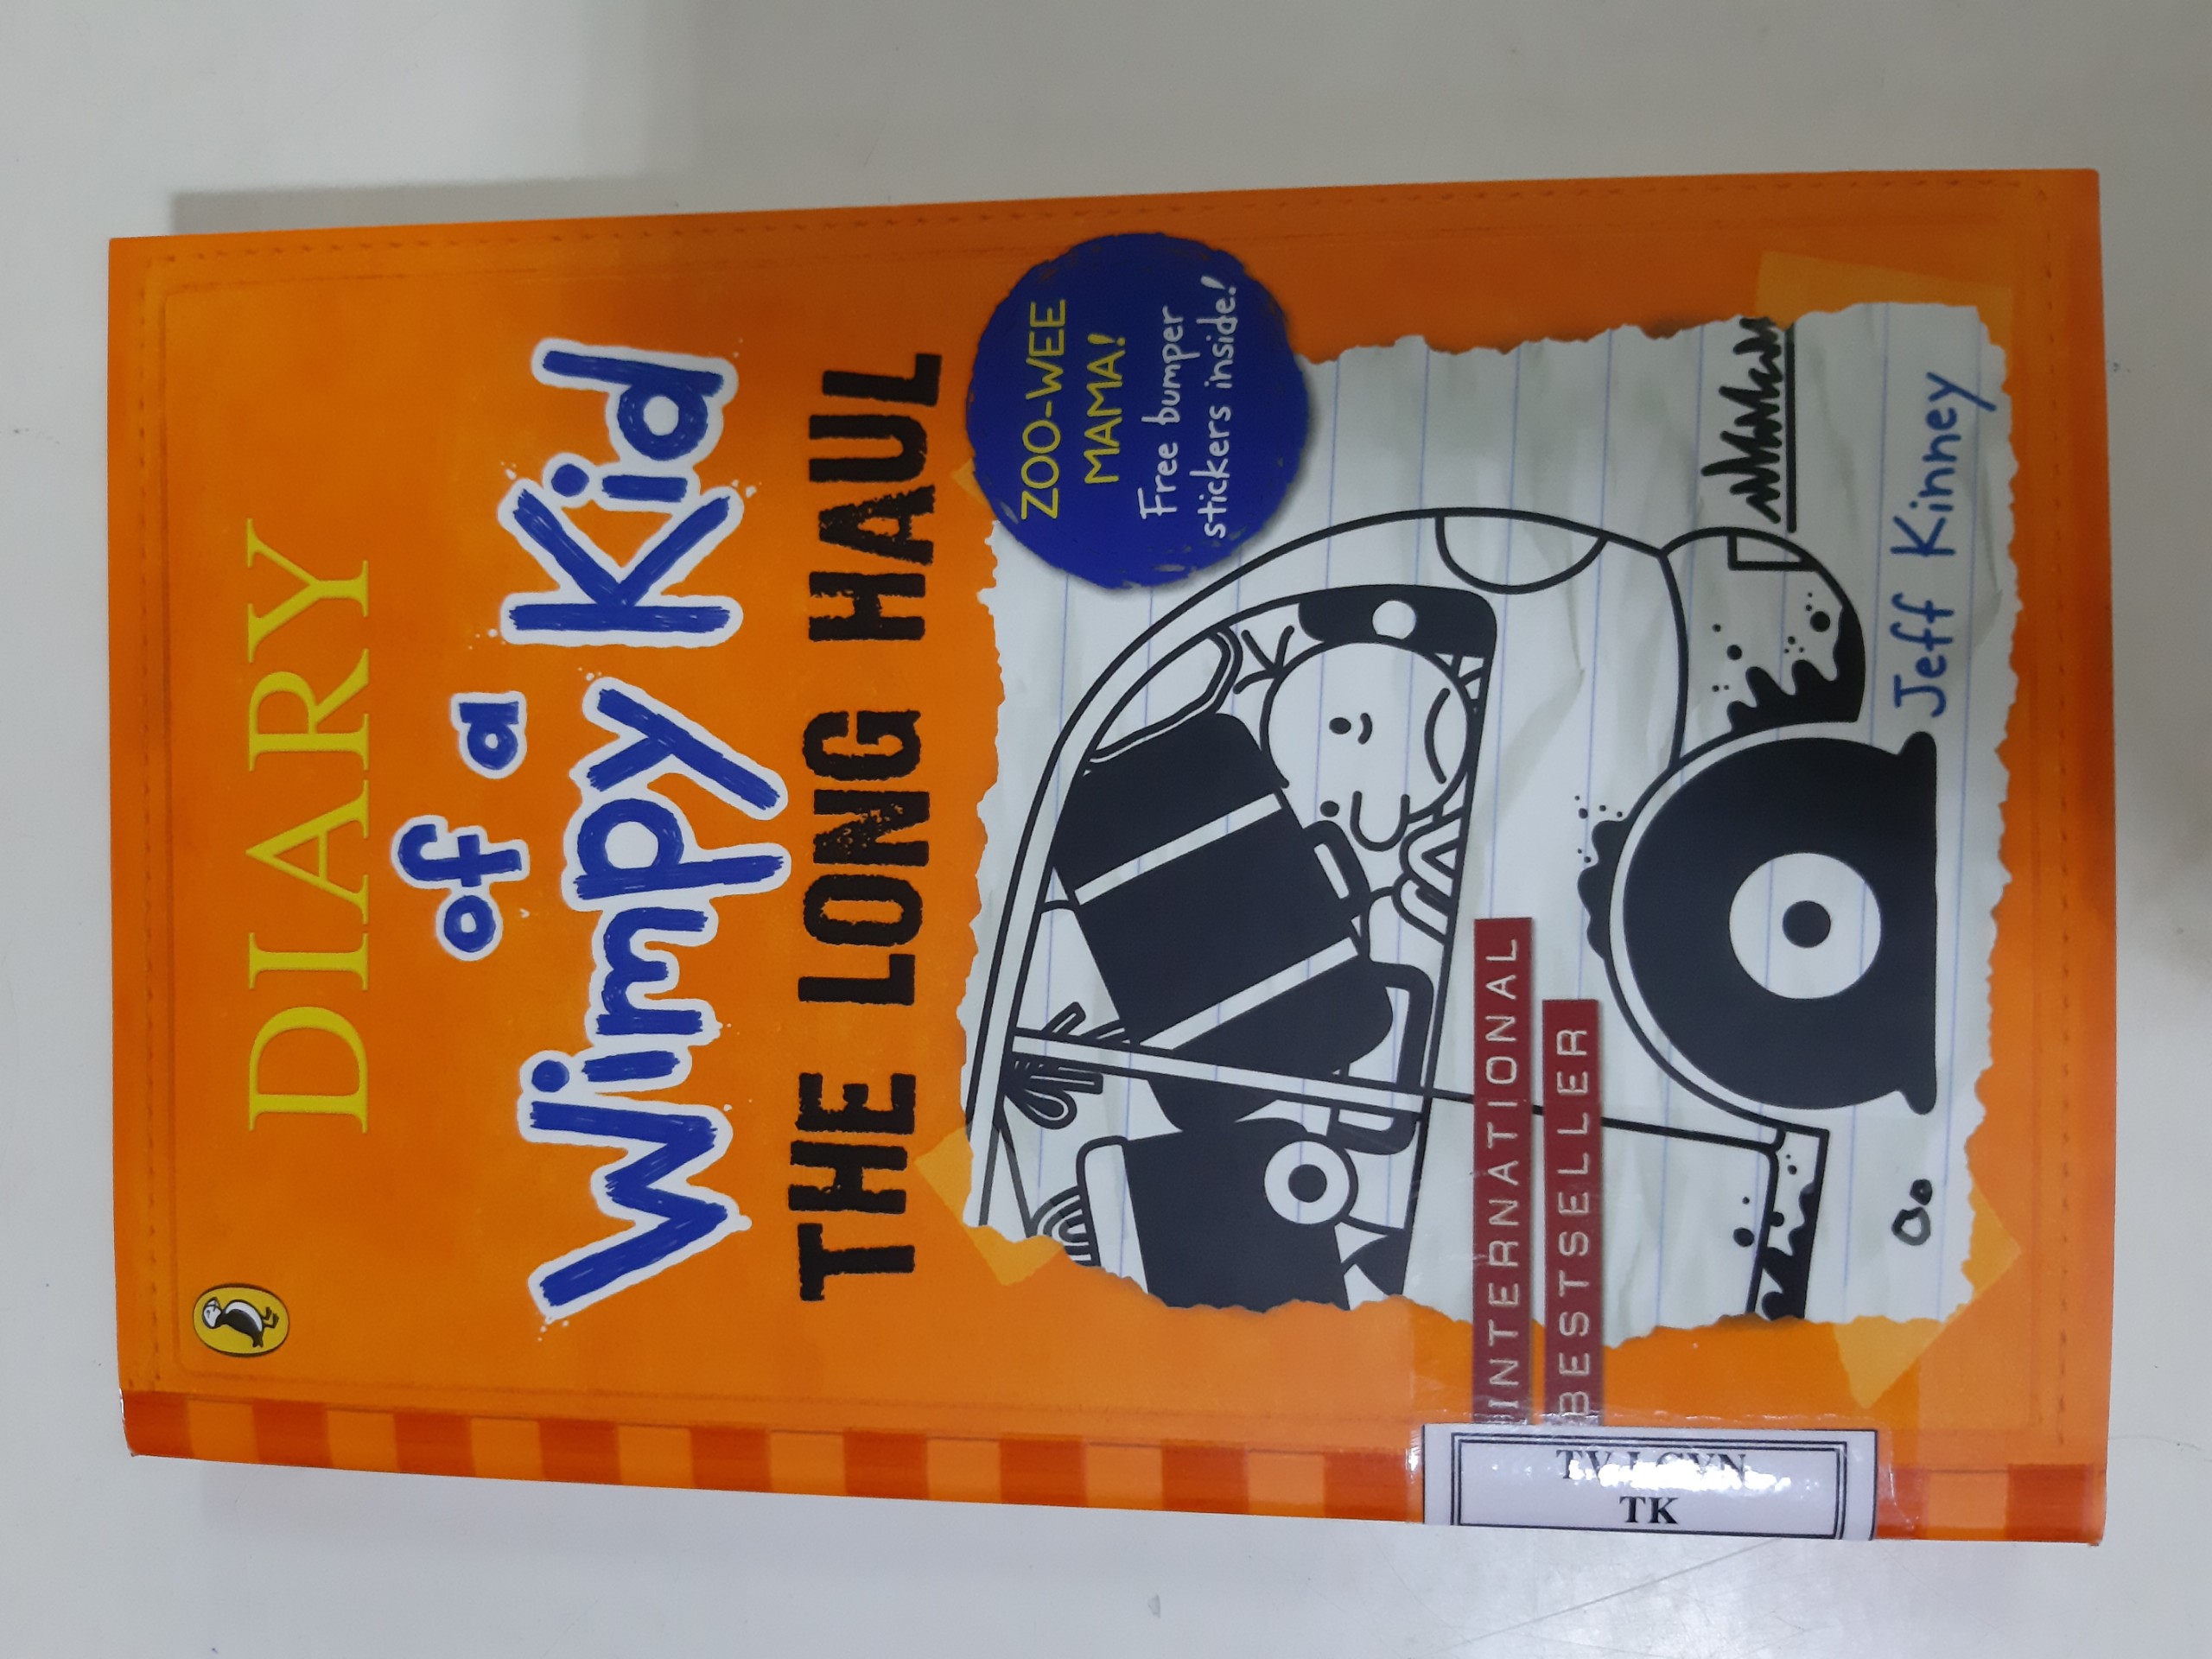 DIARY
of a
Wimpy Kid
THE LONG HAUL
ZOO-WEE
MAMA!
Free bumper
stickers inside!
INTERNATIONAL
BESTSELLER
TK
Jeff Kinney